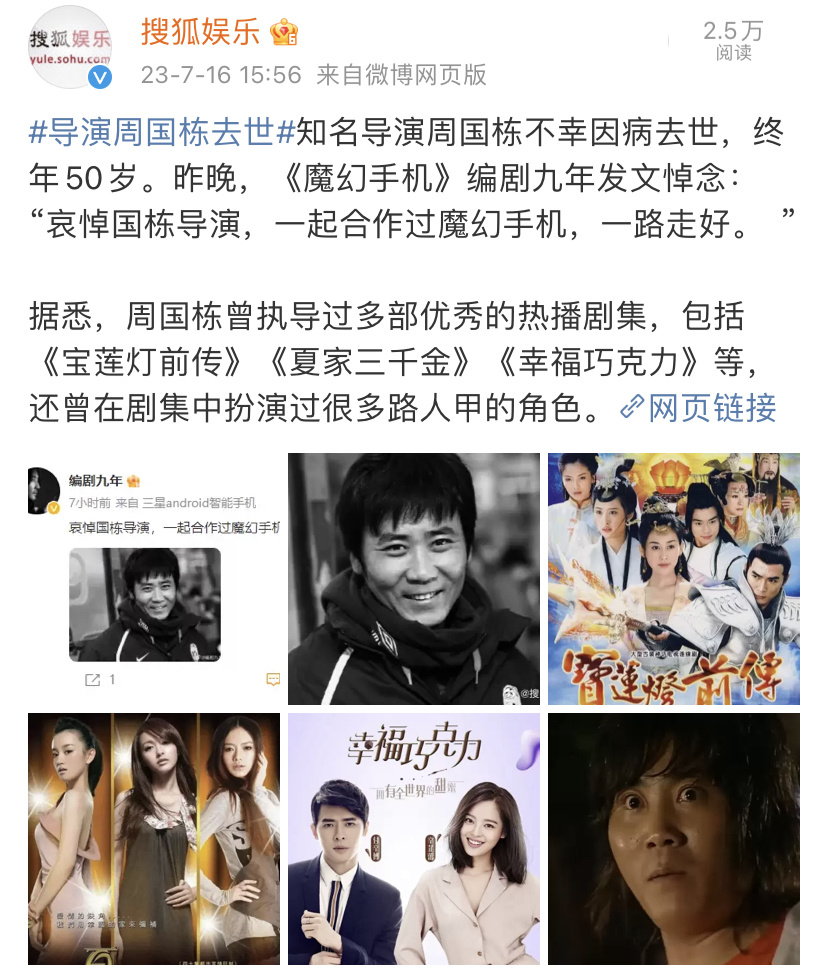 搜狐娱乐
yule.sohu.com
搜狐娱乐
2.5万
阅读
23-7-16 15:56 来自微博网页版
#导演周国栋去世#知名导演周国栋不幸因病去世，终
年50岁。昨晚，《魔幻手机》编剧九年发文悼念：
“哀悼国栋导演，一起合作过魔幻手机，一路走好。 ”
据悉，周国栋曾执导过多部优秀的热播剧集，包括
《宝莲灯前传》《夏家三千金》《幸福巧克力》等，
还曾在剧集中扮演过很多路人甲的角色。网页链接
编剧九年
7小时前 来自 三星android智能手机
哀悼国栋导演，一起合作过魔幻手机
1
@搜
寶蓮燈前傳
幸福巧克力
拥有全世界的甜蜜